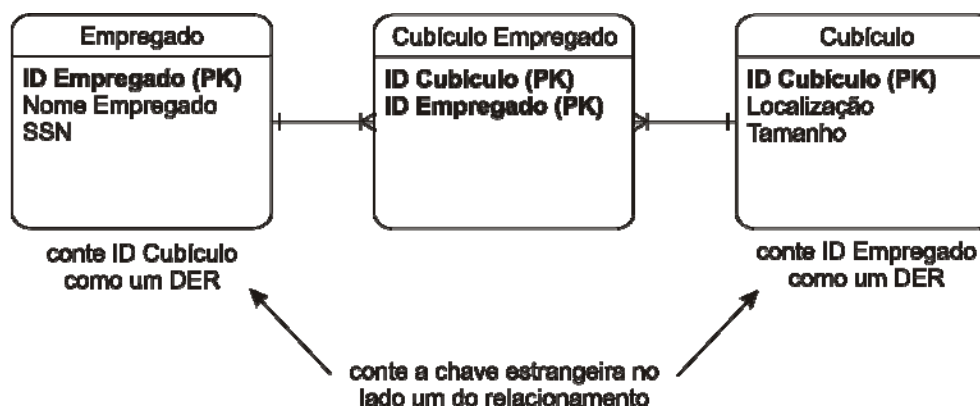 Empregado
ID Empregado (PK)
Nome Empregado
SSN
Cubículo Empregado
ID Cubículo (PK)
ID Empregado (PK)
Cubículo
ID Cubículo (PK)
Localização
Tamanho
conte ID Cubículo
como um DER
conte ID Empregado
como um DER
conte a chave estrangeira no
lado um do relacionamento